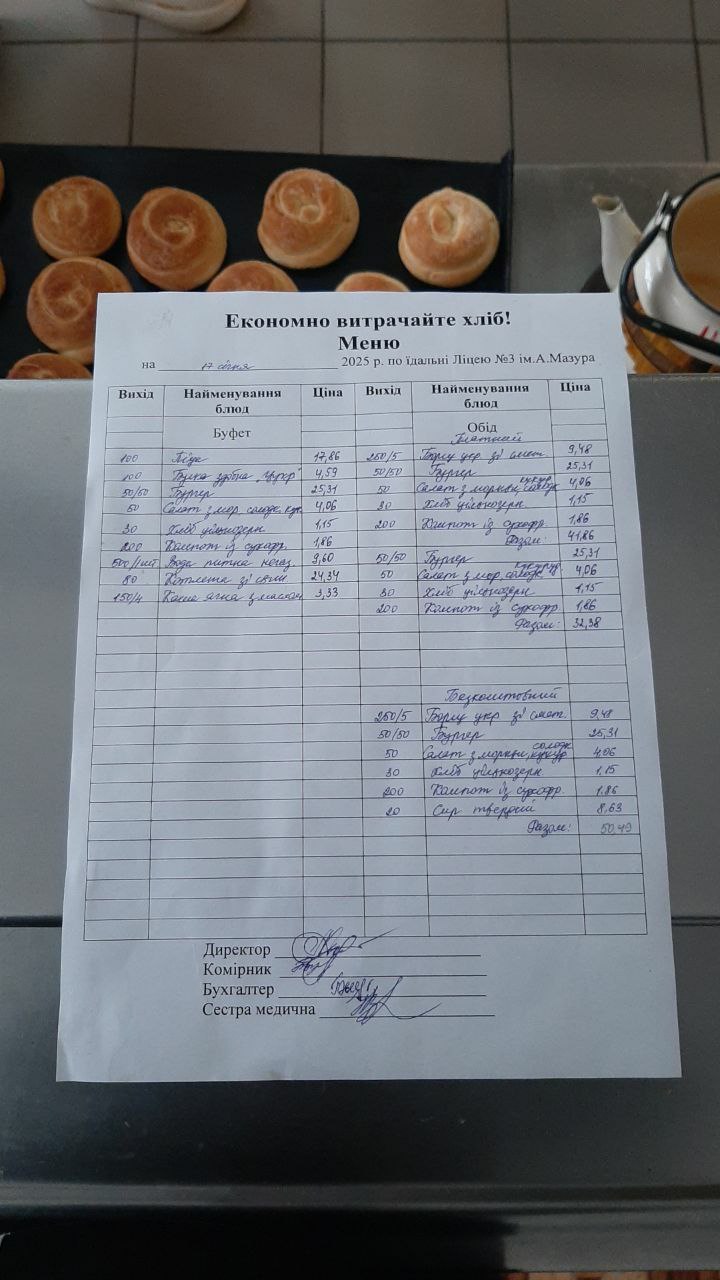 Економно витрачайте хліб!
Меню
на 17 січня 2025 р. по їдальні Ліцею №3 ім.А.Мазура
Вихід Найменування блюд Ціна Вихід Найменування блюд Ціна
Буфет
100 Піца 17,86
100 Булка здобна "Цукр" 4,59
50/50 Бургер 25,31
50 Салат з мор. солодк. кук. 4,06
30 Хліб цільнозерн 1,15
200 Компот із сухофр. 1,86
500/1шт Вода питна негаз. 9,60
80 Котлета зі свин 24,34
150/4 Каша ячна з маслом 3,33
Обід
Платний
250/5 Борщ укр. зі смет. 9,48
50/50 Бургер 25,31
50 Салат з моркви, солодк кукур 4,06
30 Хліб цільнозерн 1,15
200 Компот із сухофр. 1,86
Разом: 41,86
50/50 Бургер 25,31
50 Салат з мор, солодк. кукурудз. 4,06
30 Хліб цільнозерн 1,15
200 Компот із сухофр 1,86
Разом: 32,38
Безкоштовний
250/5 Борщ укр зі смет. 9,48
50/50 Бургер 25,31
50 Салат з моркви, солодк кукур 4,06
30 Хліб цільнозерн 1,15
200 Компот із сухофр. 1,86
20 Сир твердий 8,63
Разом: 50,49
Директор
Комірник
Бухгалтер
Сестра медична